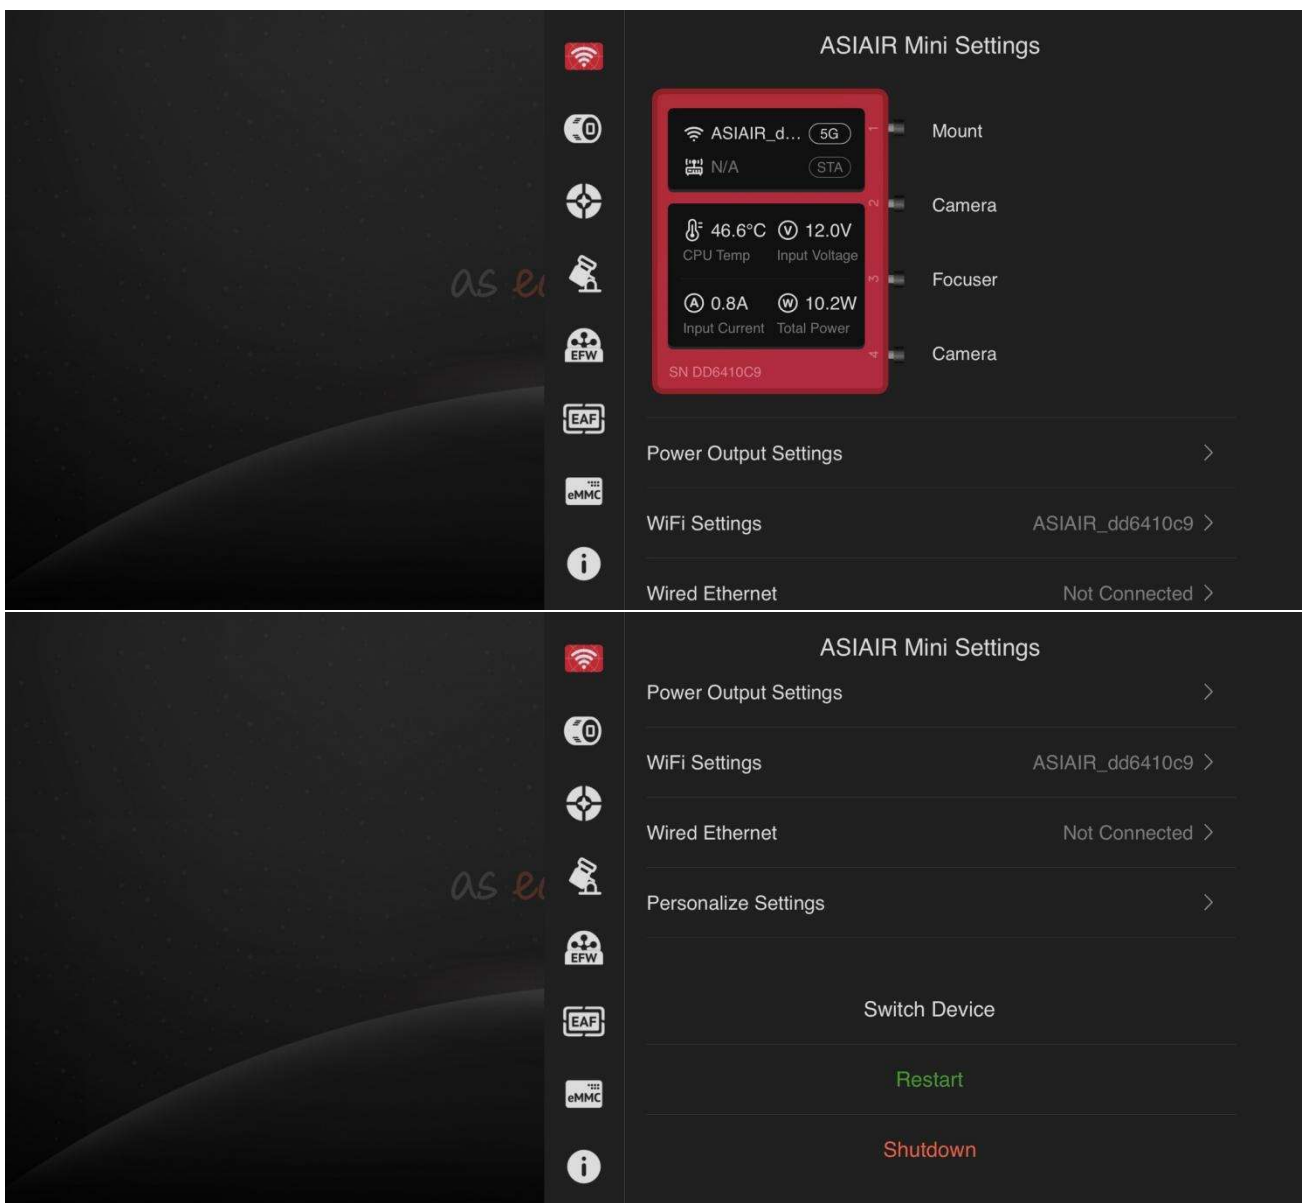 ASIAIR Mini Settings
ASIAIR_d... 5G
N/A STA
46.6°C V 12.0V
CPU Temp Input Voltage
A 0.8A W 10.2W
Input Current Total Power
SN DD6410C9
1 Mount
2 Camera
3 Focuser
4 Camera
as
EFW
EAF
eMMC
i
Power Output Settings
WiFi Settings ASIAIR_dd6410c9
Wired Ethernet Not Connected
ASIAIR Mini Settings
Power Output Settings
WiFi Settings ASIAIR_dd6410c9
Wired Ethernet Not Connected
Personalize Settings
as
EFW
EAF
eMMC
i
Switch Device
Restart
Shutdown